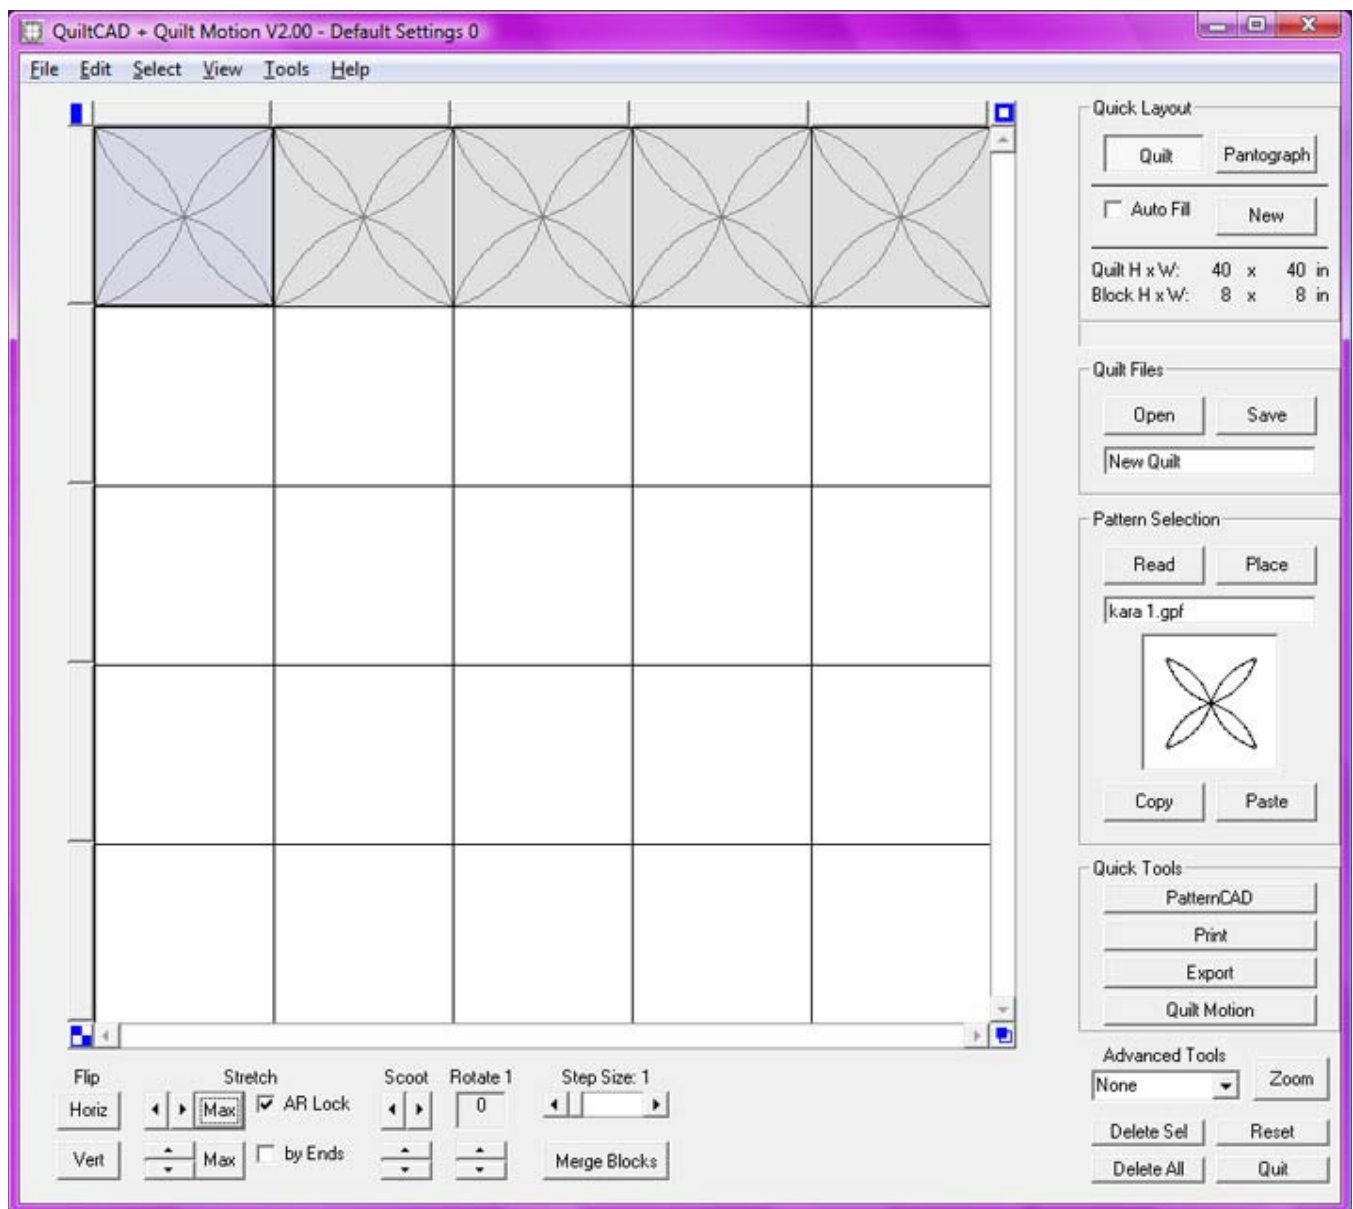 QuiltCAD + Quilt Motion V2.00 - Default Settings 0
File Edit Select View Tools Help
Quick Layout
Quilt Pantograph
Auto Fill New
Quilt H x W: 40 x 40 in
Block H x W: 8 x 8 in
Quilt Files
Open Save
New Quilt
Pattern Selection
Read Place
kara 1.gpf
Copy Paste
Quick Tools
PatternCAD
Print
Export
Quilt Motion
Advanced Tools
None Zoom
Delete Sel Reset
Delete All Quit
Flip Stretch Scoot Rotate 1 Step Size: 1
Horiz Max AR Lock 0
Vert Max by Ends Merge Blocks